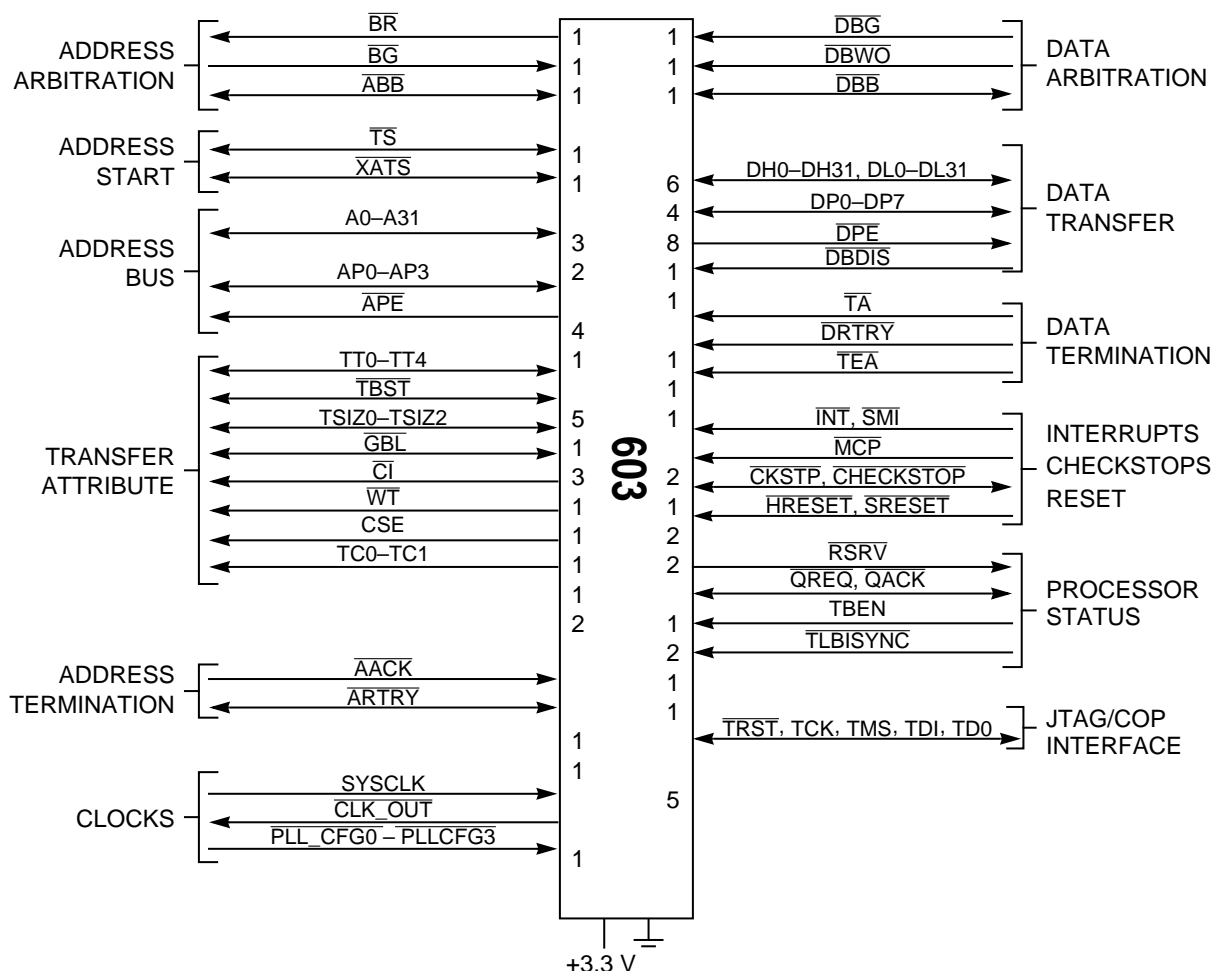 ADDRESS
ARBITRATION
BR
BG
ABB
ADDRESS
START
TS
XATS
ADDRESS
BUS
A0–A31
AP0–AP3
APE
TRANSFER
ATTRIBUTE
TT0–TT4
TBST
TSIZ0–TSIZ2
GBL
CI
WT
CSE
TC0–TC1
ADDRESS
TERMINATION
AACK
ARTRY
CLOCKS
SYSCLK
CLK_OUT
PLL_CFG0 – PLLCFG3
1
1
1
1
1
3
2
4
1
5
1
3
1
1
1
1
2
1
1
1
603
+3.3 V
1
1
1
6
4
8
1
1
1
1
1
2
1
2
2
1
2
1
1
5
DBG
DBWO
DBB
DATA
ARBITRATION
DH0–DH31, DL0–DL31
DP0–DP7
DPE
DBDIS
DATA
TRANSFER
TA
DRTRY
TEA
DATA
TERMINATION
INT, SMI
MCP
CKSTP, CHECKSTOP
HRESET, SRESET
INTERRUPTS
CHECKSTOPS
RESET
RSRV
QREQ, QACK
TBEN
TLBISYNC
PROCESSOR
STATUS
TRST, TCK, TMS, TDI, TD0
JTAG/COP
INTERFACE